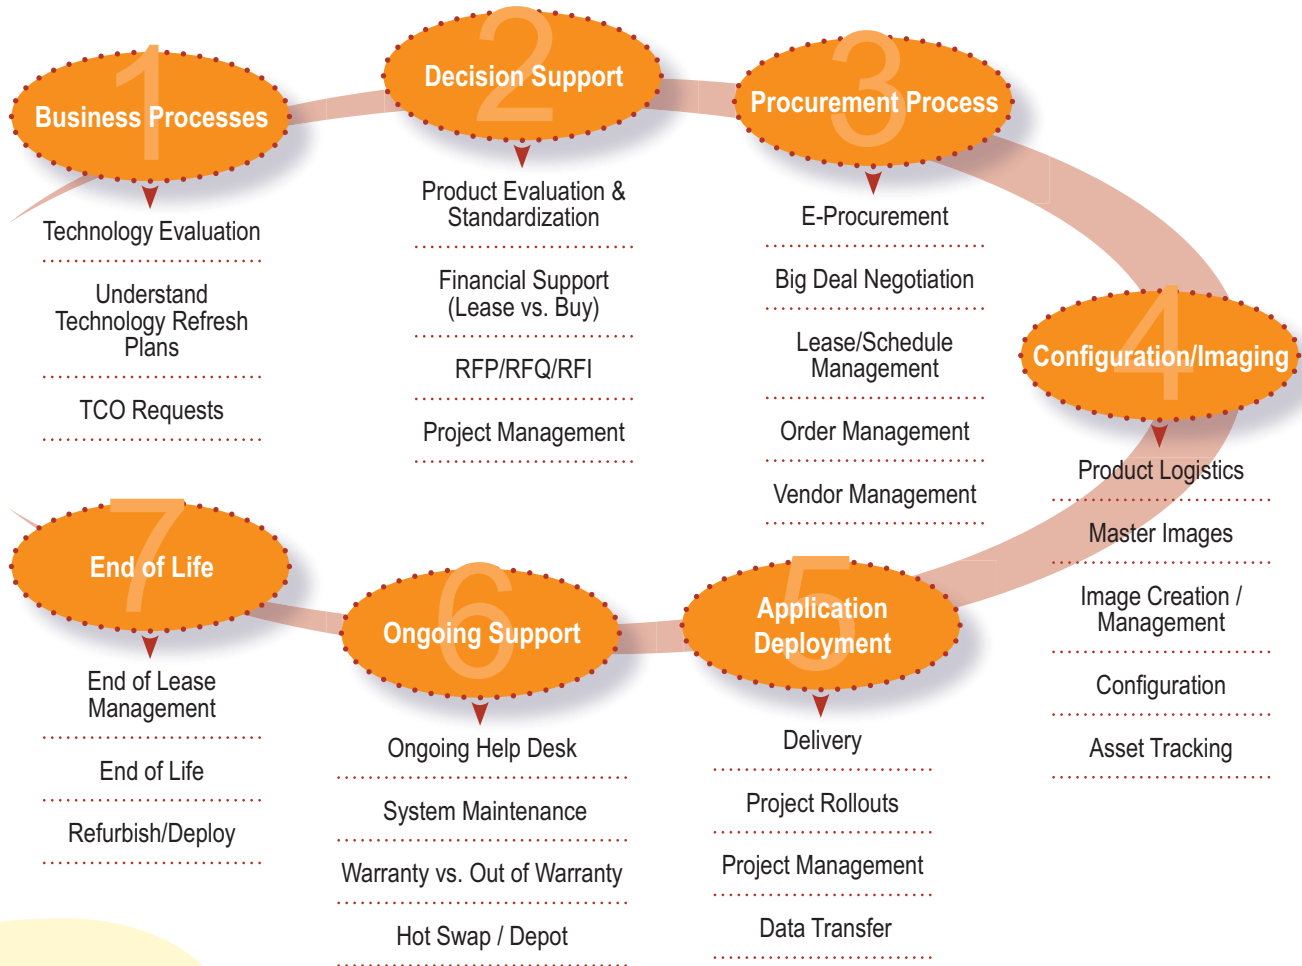 1
Business Processes
Technology Evaluation
Understand
Technology Refresh
Plans
TCO Requests
2
Decision Support
Product Evaluation &
Standardization
Financial Support
(Lease vs. Buy)
RFP/RFQ/RFI
Project Management
3
Procurement Process
E-Procurement
Big Deal Negotiation
Lease/Schedule
Management
Order Management
Vendor Management
4
Configuration/Imaging
Product Logistics
Master Images
Image Creation /
Management
Configuration
Asset Tracking
5
Application
Deployment
Delivery
Project Rollouts
Project Management
Data Transfer
6
Ongoing Support
Ongoing Help Desk
System Maintenance
Warranty vs. Out of Warranty
Hot Swap / Depot
7
End of Life
End of Lease
Management
End of Life
Refurbish/Deploy